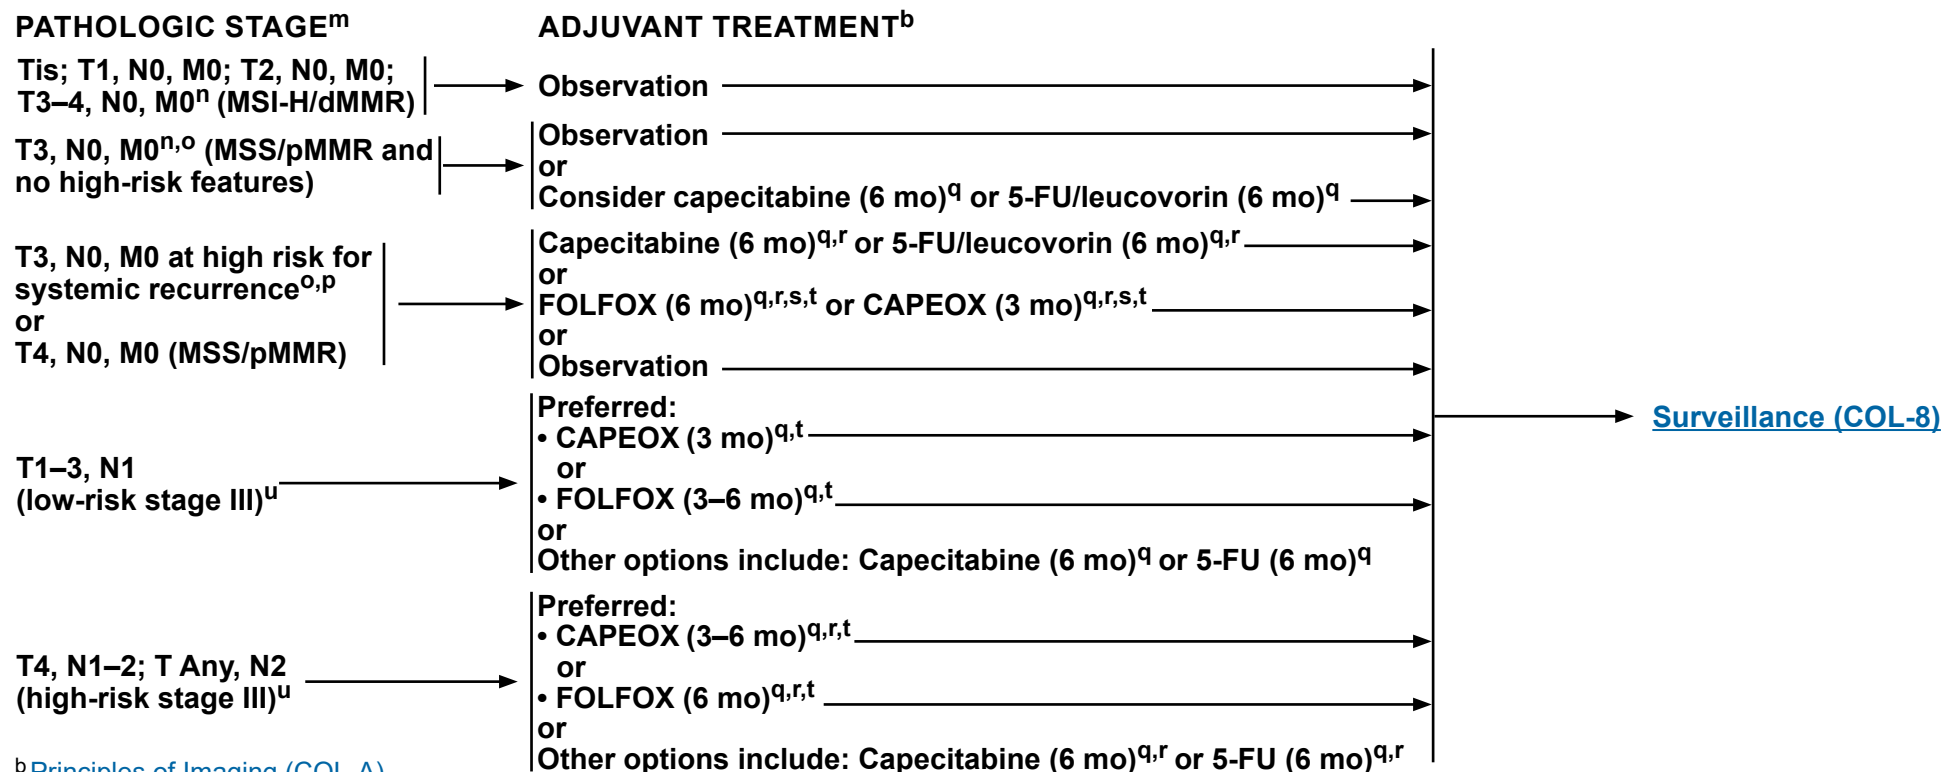 PATHOLOGIC STAGEm
ADJUVANT TREATMENTb
Tis; T1, N0, M0; T2, N0, M0;
T3–4, N0, M0n (MSI-H/dMMR)
Observation
T3, N0, M0n,o (MSS/pMMR and
no high-risk features)
Observation
or
Consider capecitabine (6 mo)q or 5-FU/leucovorin (6 mo)q
T3, N0, M0 at high risk for
systemic recurrenceo,p
or
T4, N0, M0 (MSS/pMMR)
Capecitabine (6 mo)q,r or 5-FU/leucovorin (6 mo)q,r
or
FOLFOX (6 mo)q,r,s,t or CAPEOX (3 mo)q,r,s,t
or
Observation
T1–3, N1
(low-risk stage III)u
Preferred:
• CAPEOX (3 mo)q,t
or
• FOLFOX (3–6 mo)q,t
or
Other options include: Capecitabine (6 mo)q or 5-FU (6 mo)q
T4, N1–2; T Any, N2
(high-risk stage III)u
Preferred:
• CAPEOX (3–6 mo)q,r,t
or
• FOLFOX (6 mo)q,r,t
or
Other options include: Capecitabine (6 mo)q,r or 5-FU (6 mo)q,r
Surveillance (COL-8)
b Principles of Imaging (COL-A)